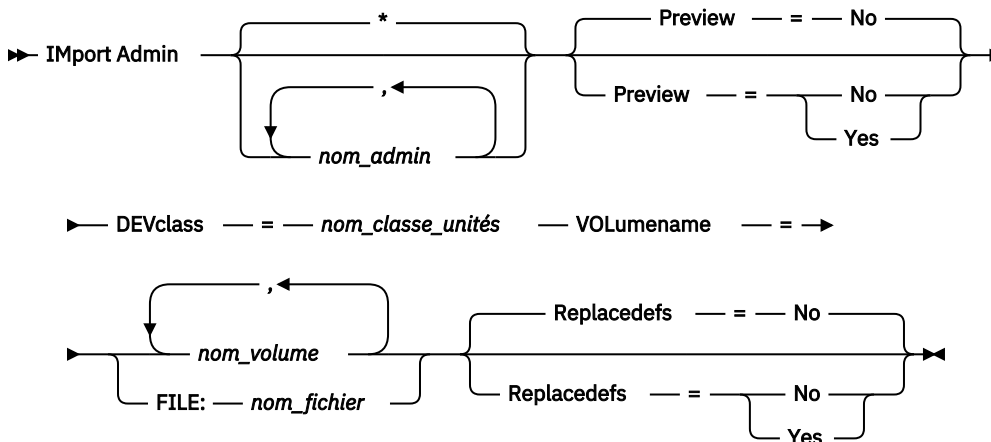 *
Preview = No
IMport Admin
,
Preview = No
Yes
nom_admin
DEVclass = nom_classe_unités VOLumename =
,
Replacedefs = No
nom_volume
FILE: nom_fichier
Replacedefs = No
Yes